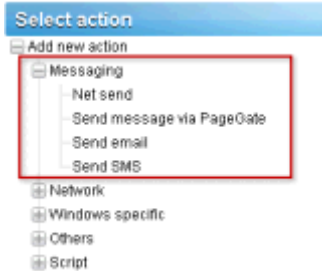 Select action
Add new action
Messaging
Net send
Send message via PageGate
Send email
Send SMS
Network
Windows specific
Others
Script